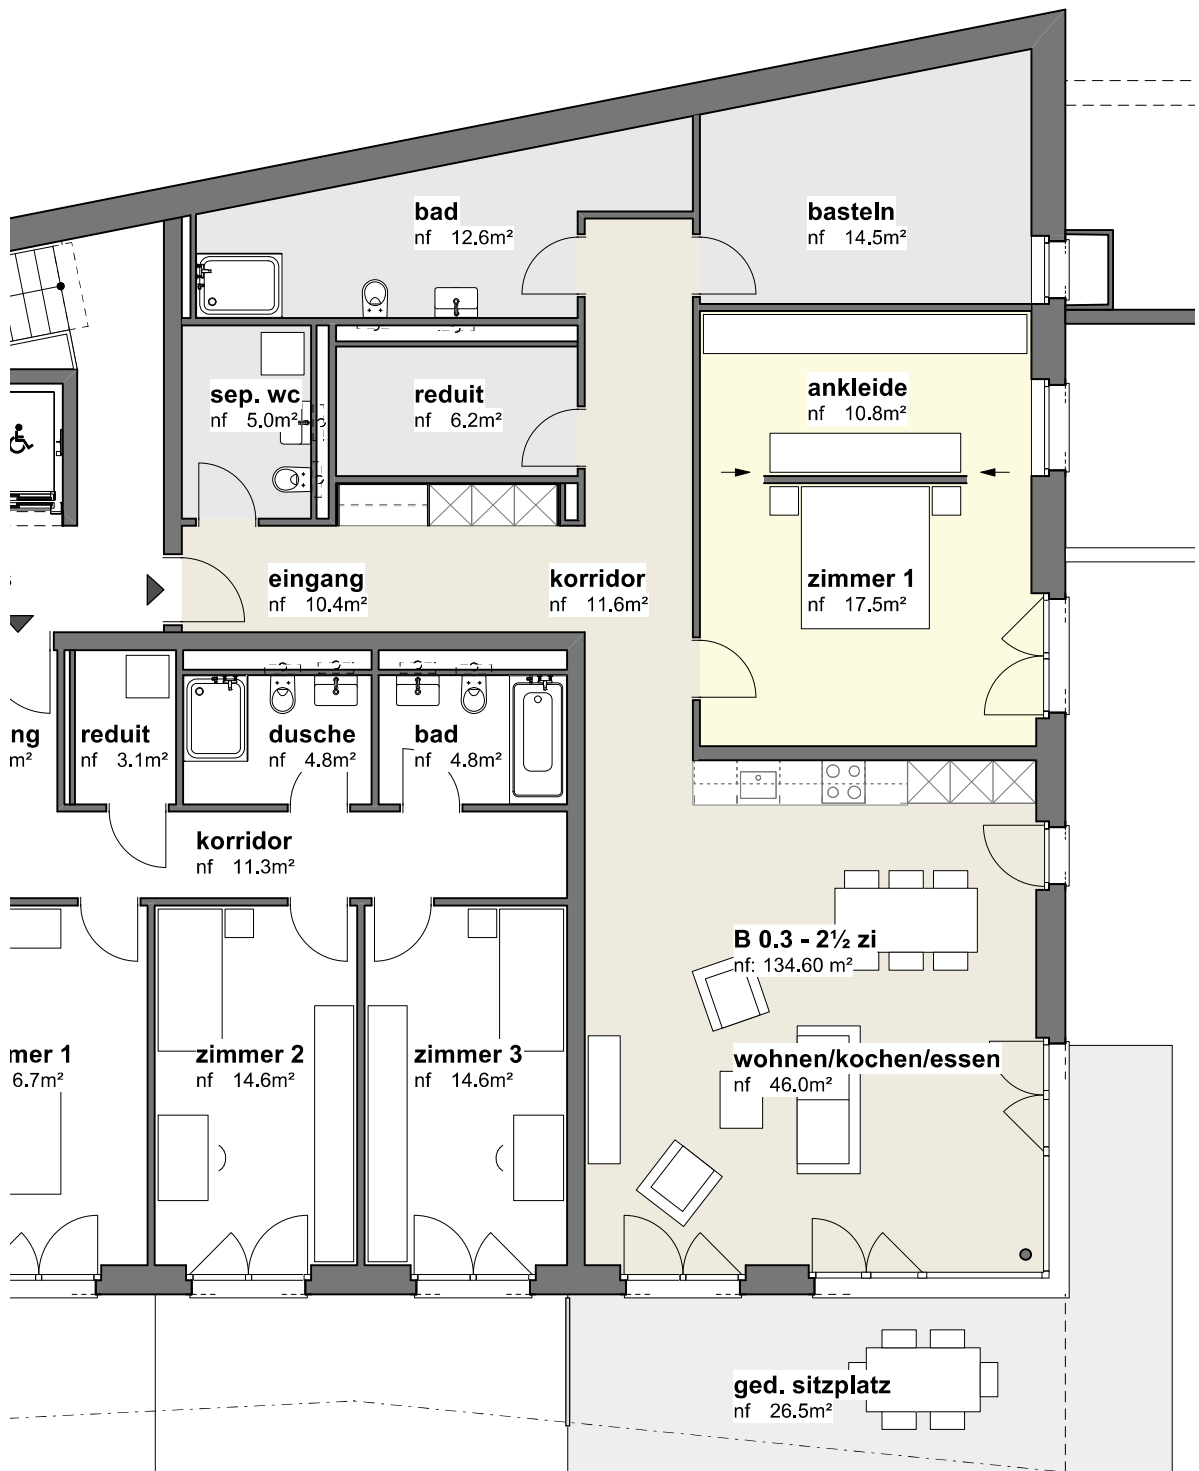 bad
nf 12.6m²
basteln
nf 14.5m²
sep. wc
nf 5.0m²
reduit
nf 6.2m²
ankleide
nf 10.8m²
eingang
nf 10.4m²
korridor
nf 11.6m²
zimmer 1
nf 17.5m²
ng
m²
reduit
nf 3.1m²
dusche
nf 4.8m²
bad
nf 4.8m²
korridor
nf 11.3m²
B 0.3 - 2½ zi
nf: 134.60 m²
mer 1
6.7m²
zimmer 2
nf 14.6m²
zimmer 3
nf 14.6m²
wohnen/kochen/essen
nf 46.0m²
ged. sitzplatz
nf 26.5m²